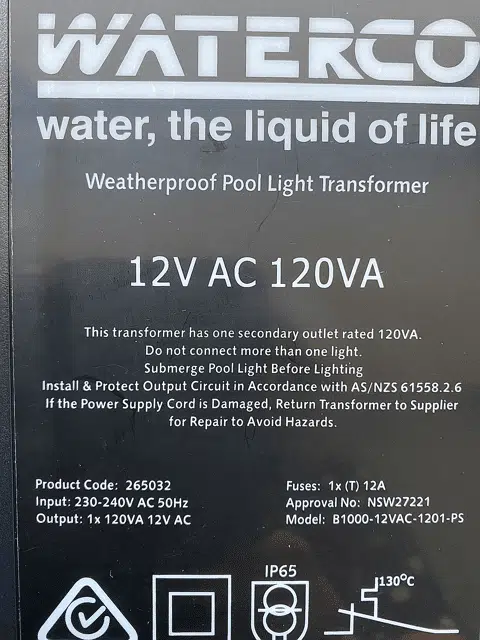 WATERCO
water, the liquid of life
Weatherproof Pool Light Transformer
12V AC 120VA
This transformer has one secondary outlet rated 120VA.
Do not connect more than one light.
Submerge Pool Light Before Lighting
Install & Protect Output Circuit in Accordance with AS/NZS 61558.2.6
If the Power Supply Cord is Damaged, Return Transformer to Supplier
for Repair to Avoid Hazards.
Product Code: 265032
Input: 230-240V AC 50Hz
Output: 1x 120VA 12V AC
Fuses: 1x (T) 12A
Approval No: NSW27221
Model: B1000-12VAC-1201-PS
IP65
130°C